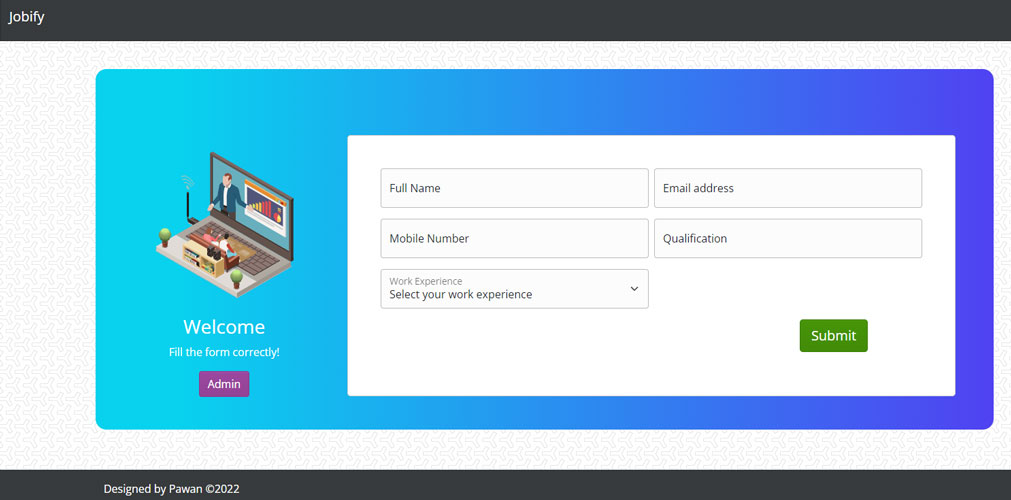 Jobify
Full Name
Email address
Mobile Number
Qualification
Work Experience
Select your work experience
Submit
Welcome
Fill the form correctly!
Admin
Designed by Pawan ©2022